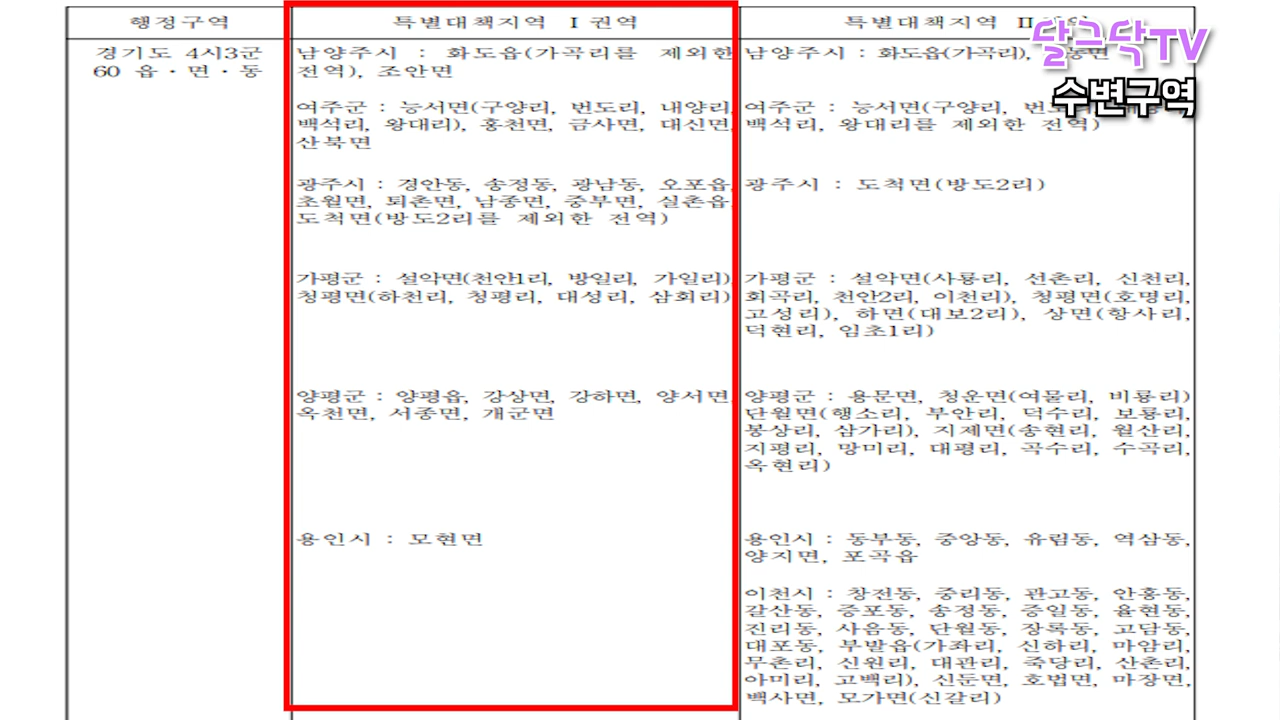 행정구역
특별대책지역 Ⅰ 권역
특별대책지역 Ⅱ
달그닥TV
수변구역
경기도 4시3군
60 읍·면·동
남양주시 : 화도읍(가곡리를 제외한
전역), 조안면
여주군 : 능서면(구양리, 번도리, 내양리,
백석리, 왕대리), 흥천면, 금사면, 대신면,
산북면
광주시 : 경안동, 송정동, 광남동, 오포읍,
초월면, 퇴촌면, 남종면, 중부면, 실촌읍,
도척면(방도2리를 제외한 전역)
가평군 : 설악면(천안1리, 방일리, 가일리),
청평면(하천리, 청평리, 대성리, 삼회리)
양평군 : 양평읍, 강상면, 강하면, 양서면,
옥천면, 서종면, 개군면
용인시 : 모현면
남양주시 : 화도읍(가곡리),
여주군 : 능서면(구양리,
백석리, 왕대리를 제외한 전역)
광주시 : 도척면(방도2리)
가평군 : 설악면(사룡리, 선촌리, 신천리,
회곡리, 천안2리, 이천리), 청평면(호명리,
고성리), 하면(대보2리), 상면(항사리,
덕현리, 임초1리)
양평군 : 용문면, 청운면(여물리, 비룡리)
단월면(행소리, 부안리, 덕수리, 보룡리,
봉상리, 삼가리), 지제면(송현리, 월산리,
지평리, 망미리, 대평리, 곡수리, 수곡리,
옥현리)
용인시 : 동부동, 중앙동, 유림동, 역삼동,
양지면, 포곡읍
이천시 : 창전동, 중리동, 관고동, 안흥동,
갈산동, 증포동, 송정동, 증일동, 율현동,
진리동, 사음동, 단월동, 장록동, 고담동,
대포동, 부발읍(가좌리, 신하리, 마암리,
무촌리, 신원리, 대관리, 죽당리, 산촌리,
아미리, 고백리), 신둔면, 호법면, 마장면,
백사면, 모가면(신갈리)